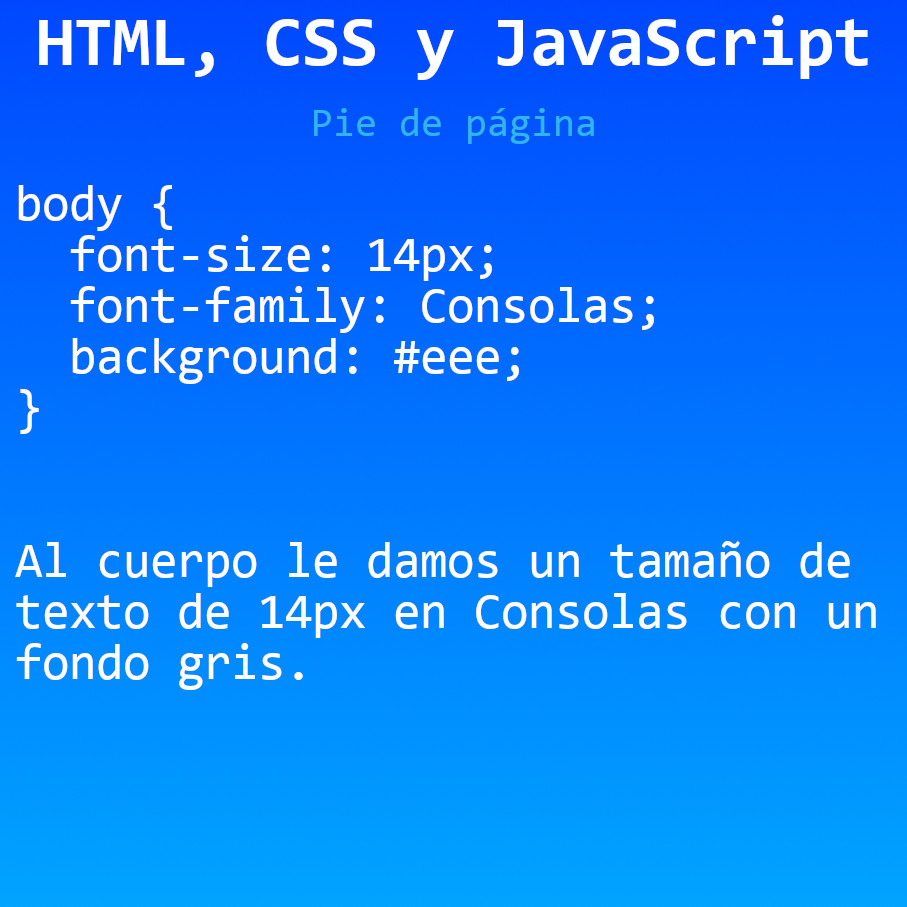 HTML, CSS y JavaScript
Pie de página
body {
  font-size: 14px;
  font-family: Consolas;
  background: #eee;
}
Al cuerpo le damos un tamaño de
texto de 14px en Consolas con un
fondo gris.